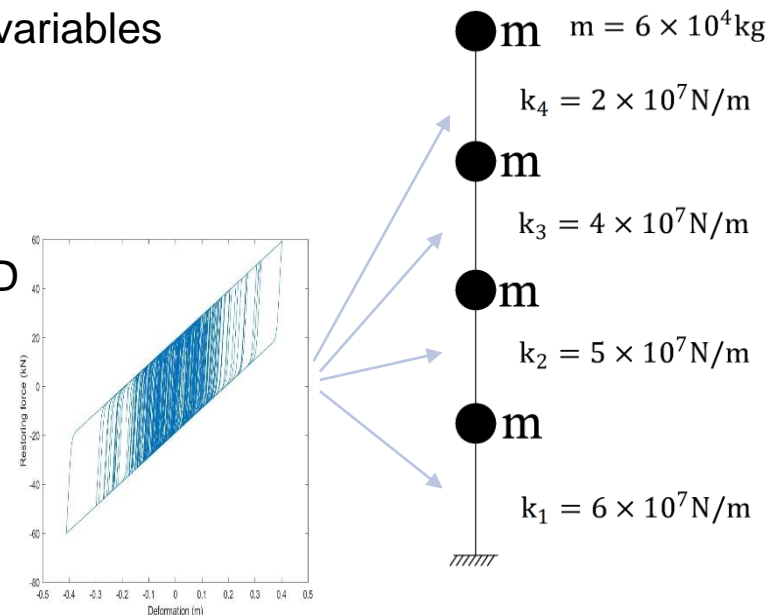 variables
m m = 6 × 10⁴kg
k₄ = 2 × 10⁷N/m
m
k₃ = 4 × 10⁷N/m
D
m
k₂ = 5 × 10⁷N/m
m
k₁ = 6 × 10⁷N/m
Restoring force (kN)
60
40
20
0
-20
-40
-60
-80
-0.5 -0.4 -0.3 -0.2 -0.1 0 0.1 0.2 0.3 0.4 0.5
Deformation (m)